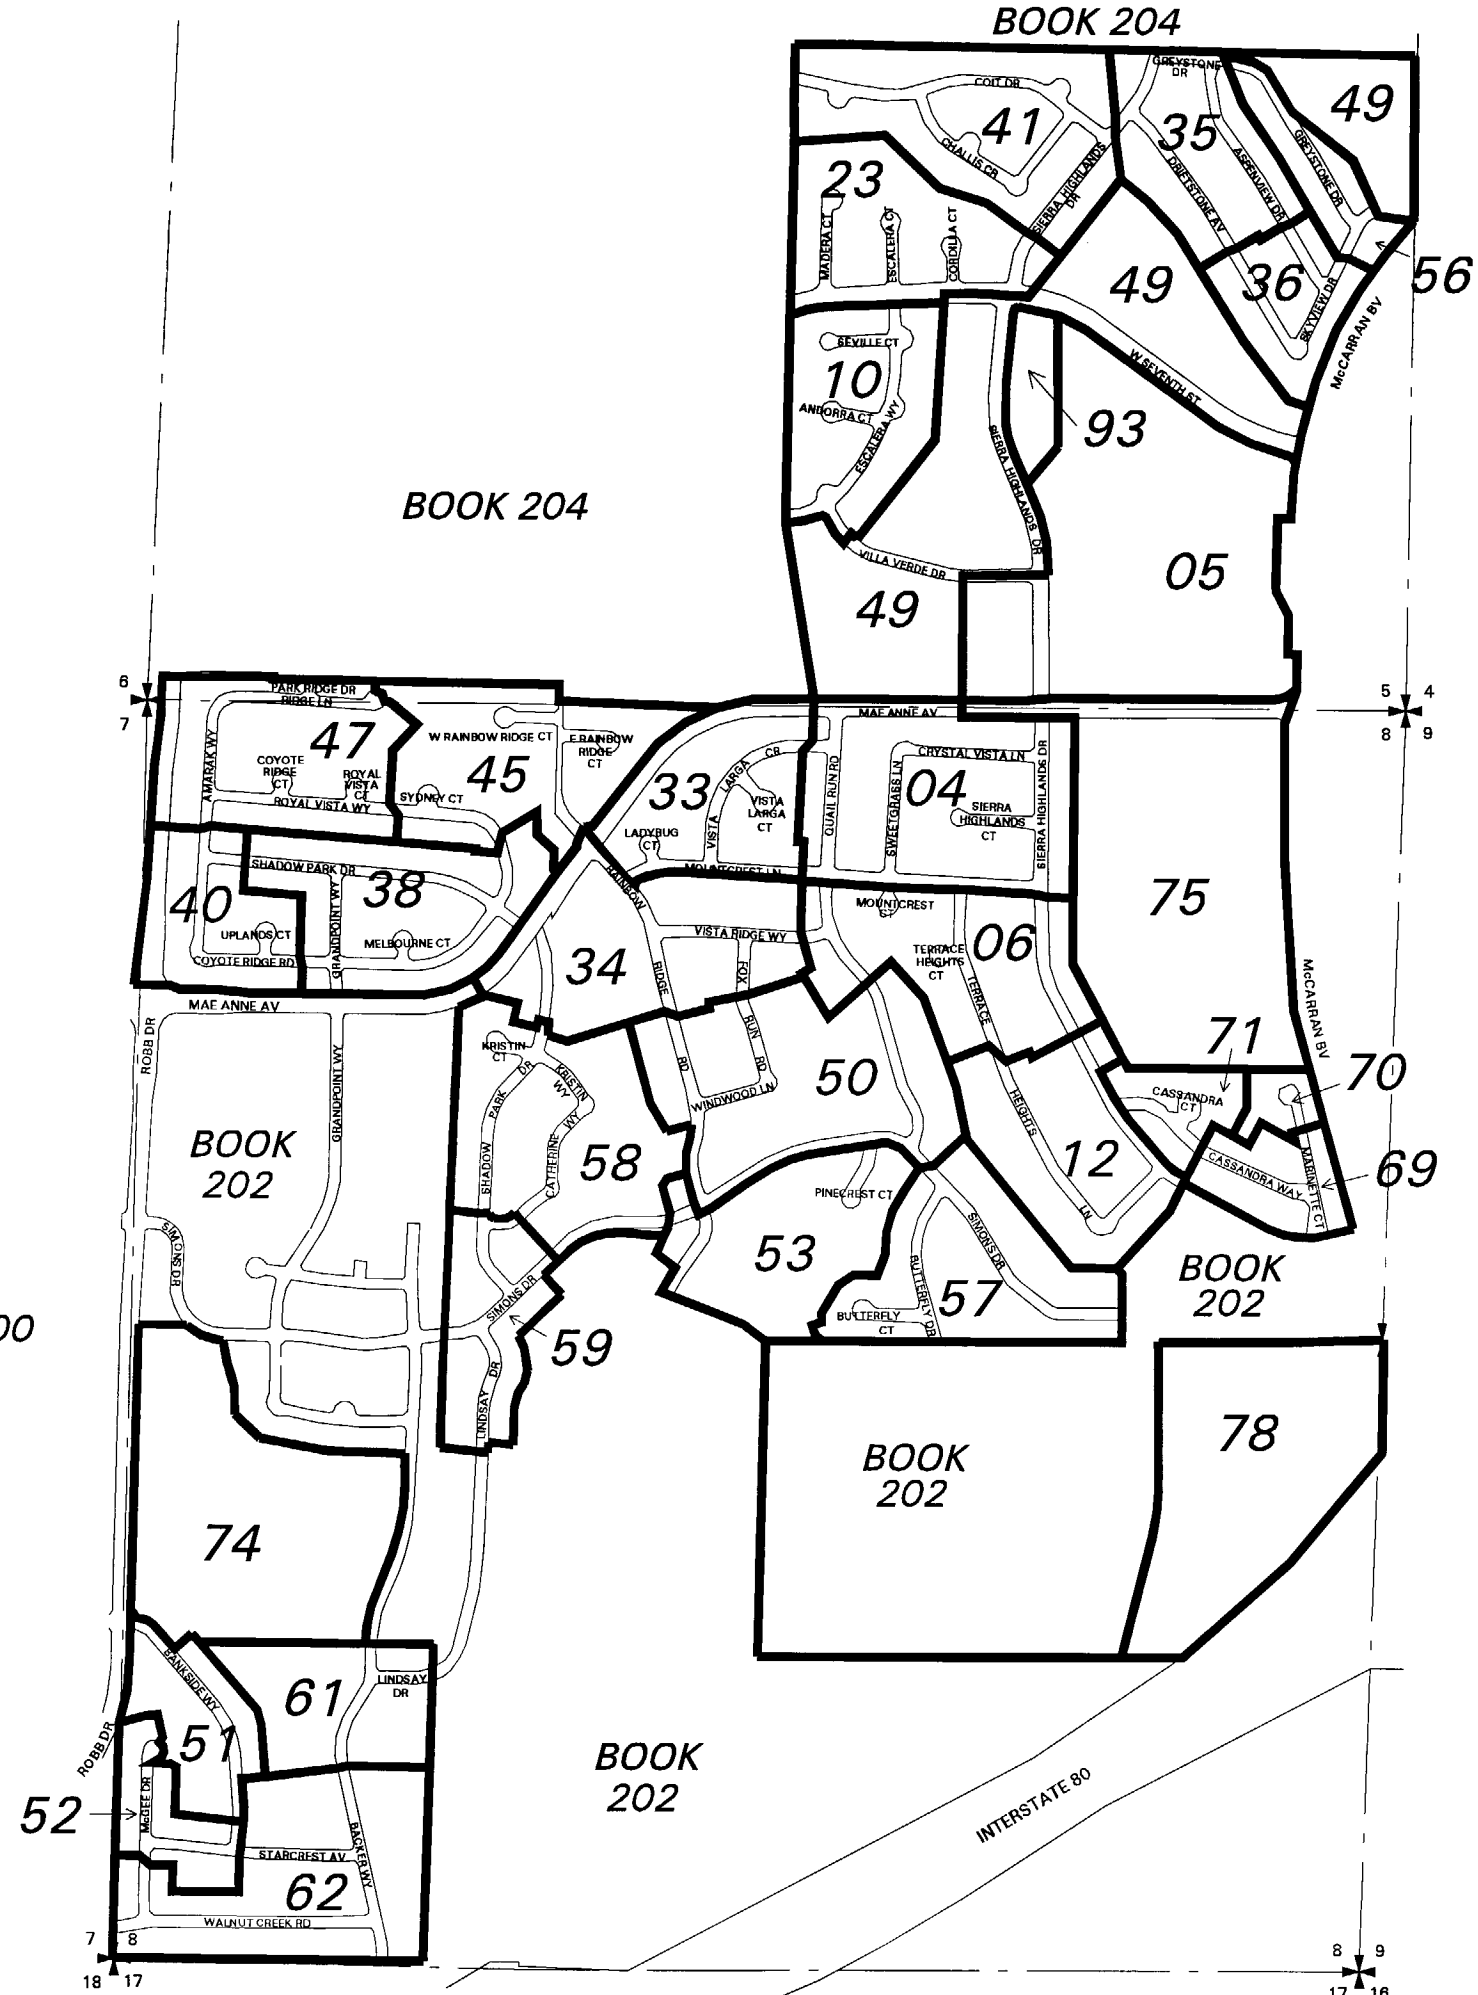 BOOK 204
GREYSTONE
DR
COIT DR
41
35
49
CHALLIS CR
GREYSTONE DR
ASPENVIEW DR
DRIFTSTONE AV
SIERRA HIGHLANDS
DR
23
MADERA CT
ESCALERA CT
CORDILLA CT
49
36
56
SKYVIEW DR
McCARRAN BV
SEVILLE CT
10
ANDORRA CT
ESCALERA WY
W SEVENTH ST
93
SIERRA HIGHLANDS DR
BOOK 204
VILLA VERDE DR
05
49
6
7
5 4
8 9
PARK RIDGE DR
RIDGE LN
MAE ANNE AV
47
AMARAK WY
COYOTE
RIDGE
CT
ROYAL
VISTA
CT
ROYAL VISTA WY
W RAINBOW RIDGE CT
E RAINBOW
RIDGE
CT
45
SYDNEY CT
33
VISTA LARGA CR
VISTA
LARGA
CT
LADYBUG
CT
MOUNTCREST LN
QUAIL RUN RD
CRYSTAL VISTA LN
SWEETGRASS LN
04
SIERRA
HIGHLANDS
CT
SIERRA HIGHLANDS DR
75
SHADOW PARK DR
40
38
UPLANDS CT
COYOTE RIDGE RD
GRANDPOINT WY
MELBOURNE CT
RAINBOW RIDGE RD
VISTA RIDGE WY
34
FOX RUN RD
MOUNTCREST
CT
06
TERRACE
HEIGHTS
CT
TERRACE HEIGHTS LN
MAE ANNE AV
ROBB DR
GRANDPOINT WY
McCARRAN BV
KRISTIN
CT
KRISTIN WY
SHADOW PARK DR
CATHERINE WY
58
WINDWOOD LN
50
71
70
CASSANDRA
CT
12
CASSANDRA WAY
MARINETTE CT
69
BOOK
202
SIMONS DR
PINECREST CT
53
SIMONS DR
BUTTERFLY DR
57
BUTTERFLY
CT
BOOK
202
00
SIMONS DR
59
LINDSAY DR
BOOK
202
78
74
BANKSIDE WY
61
LINDSAY
DR
51
ROBB DR
52
McGEE DR
BOOK
202
INTERSTATE 80
STARCREST AV
BACKER WY
62
WALNUT CREEK RD
7 8
18 17
8 9
17 16